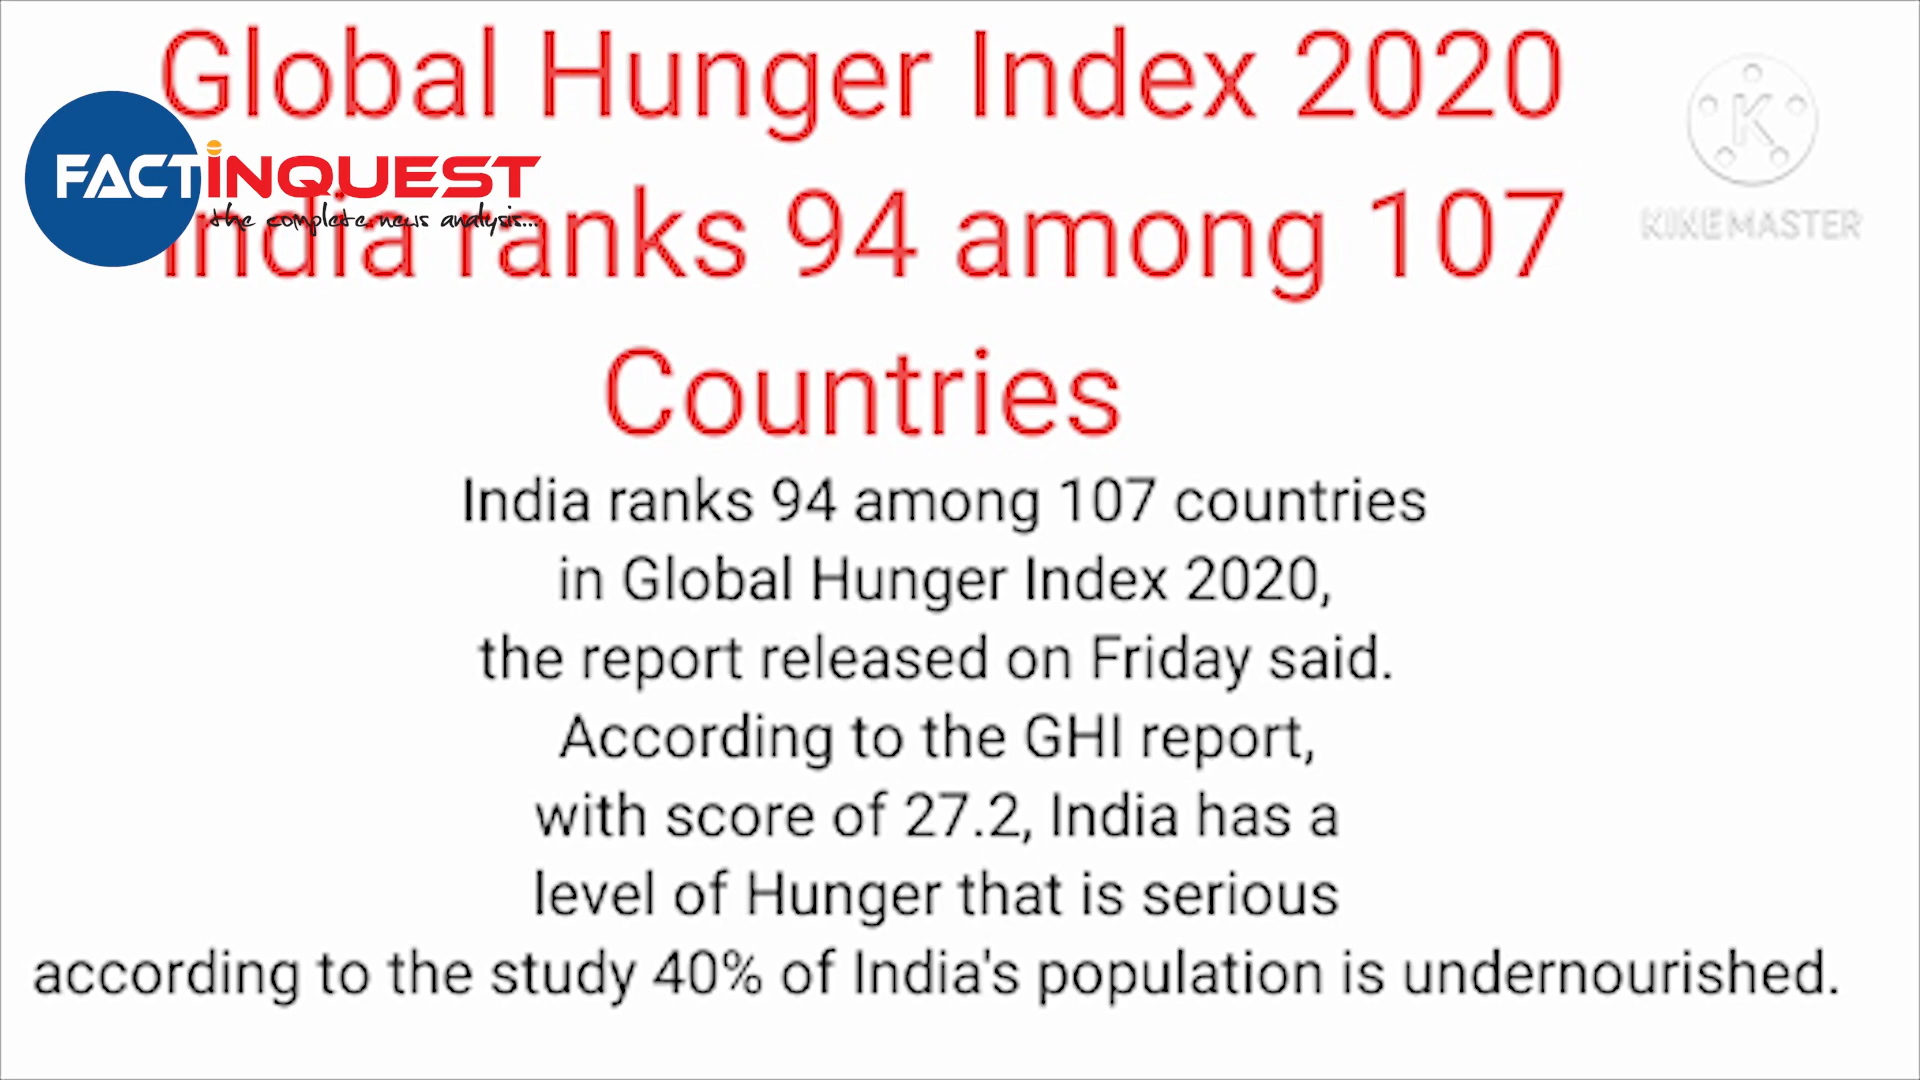 Global Hunger Index 2020
FACTINQUEST
the complete news analysis...
India ranks 94 among 107
Countries
KINEMASTER
India ranks 94 among 107 countries
in Global Hunger Index 2020,
the report released on Friday said.
According to the GHI report,
with score of 27.2, India has a
level of Hunger that is serious
according to the study 40% of India's population is undernourished.